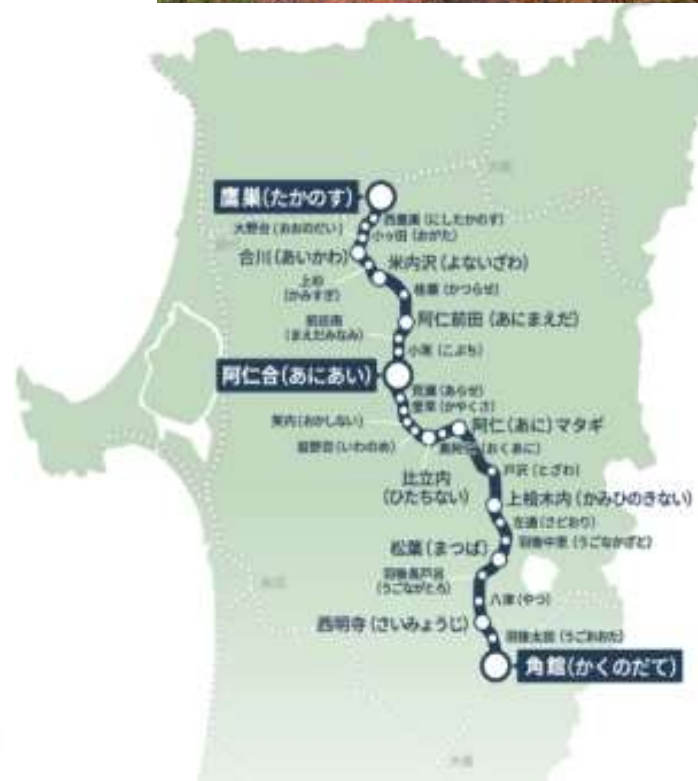 鷹巣(たかのす)
西鷹巣(にしたかのす)
大野台(おおのだい)
小ヶ田(おがた)
合川(あいかわ)
米内沢(よないざわ)
上杉
(かみすぎ)
桂瀬(かつらせ)
前田南
(まえだみなみ)
阿仁前田(あにまえだ)
小渕(こぶち)
阿仁合(あにあい)
荒瀬(あらせ)
萱草(かやくさ)
笑内(おかしない)
阿仁(あに)マタギ
岩野目(いわのめ)
奥阿仁(おくあに)
戸沢(とざわ)
比立内
(ひたちない)
上桧木内(かみひのきない)
左通(さどおり)
羽後中里(うごなかざと)
松葉(まつば)
羽後長戸呂
(うごながとろ)
八津(やつ)
西明寺(さいみょうじ)
羽後太田(うごおおた)
角館(かくのだて)